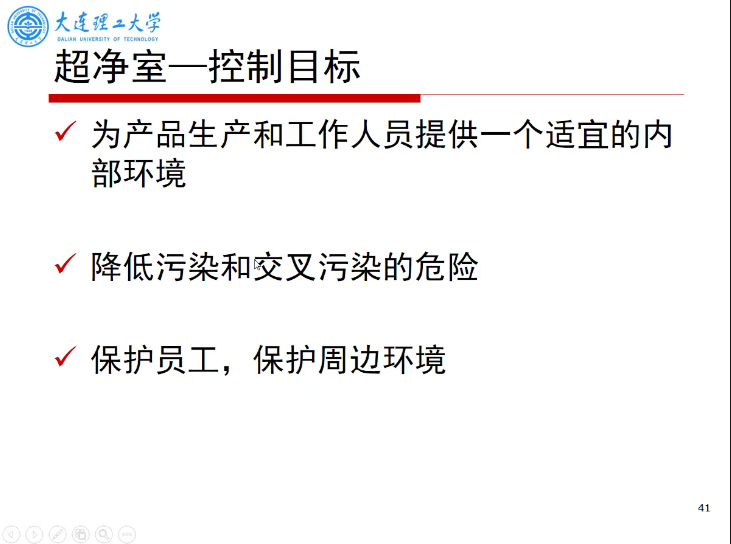 大连理工大学
DALIAN UNIVERSITY OF TECHNOLOGY
超净室—控制目标
为产品生产和工作人员提供一个适宜的内
部环境
降低污染和交叉污染的危险
保护员工，保护周边环境
41